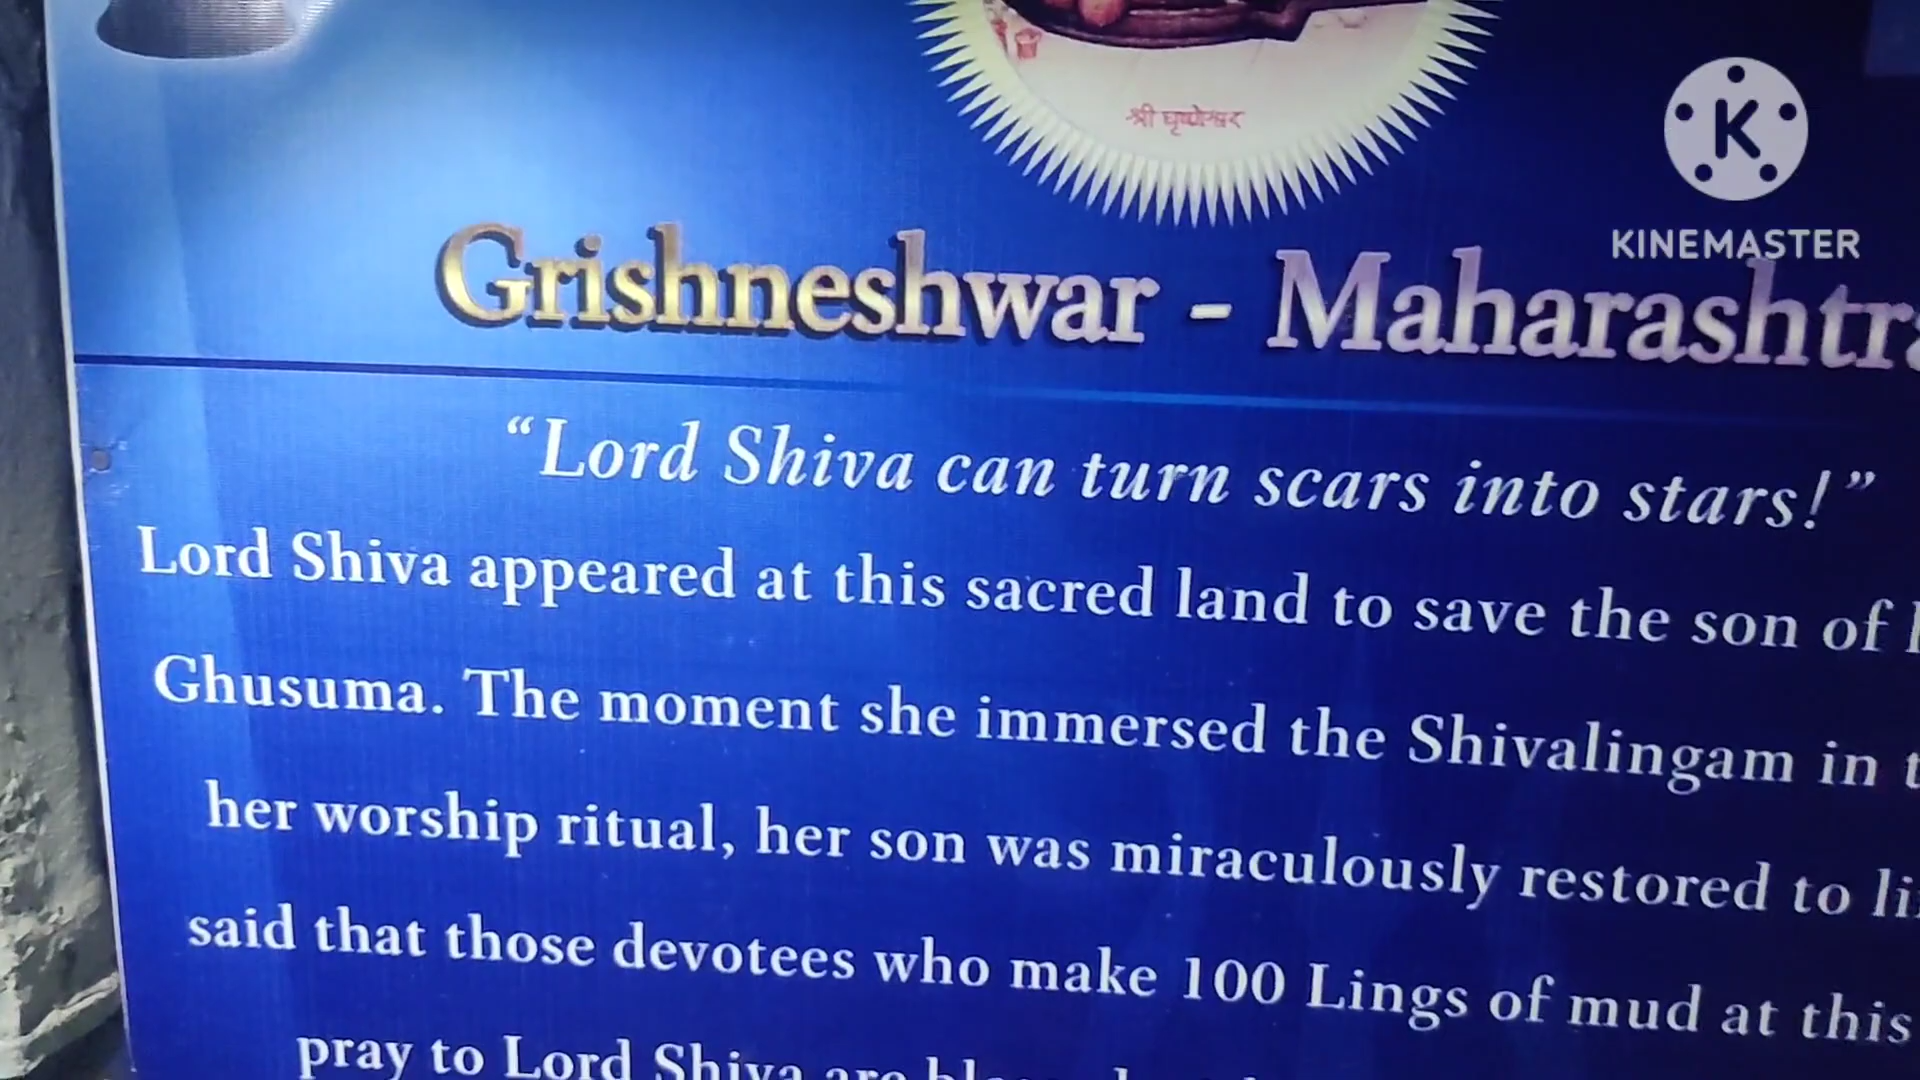 श्री घृष्णेश्वर
K
KINEMASTER
Grishneshwar - Maharashtra
“Lord Shiva can turn scars into stars!”
Lord Shiva appeared at this sacred land to save the son of
Ghusuma. The moment she immersed the Shivalingam in
her worship ritual, her son was miraculously restored to
said that those devotees who make 100 Lings of mud at this
pray to Lord Shiva are